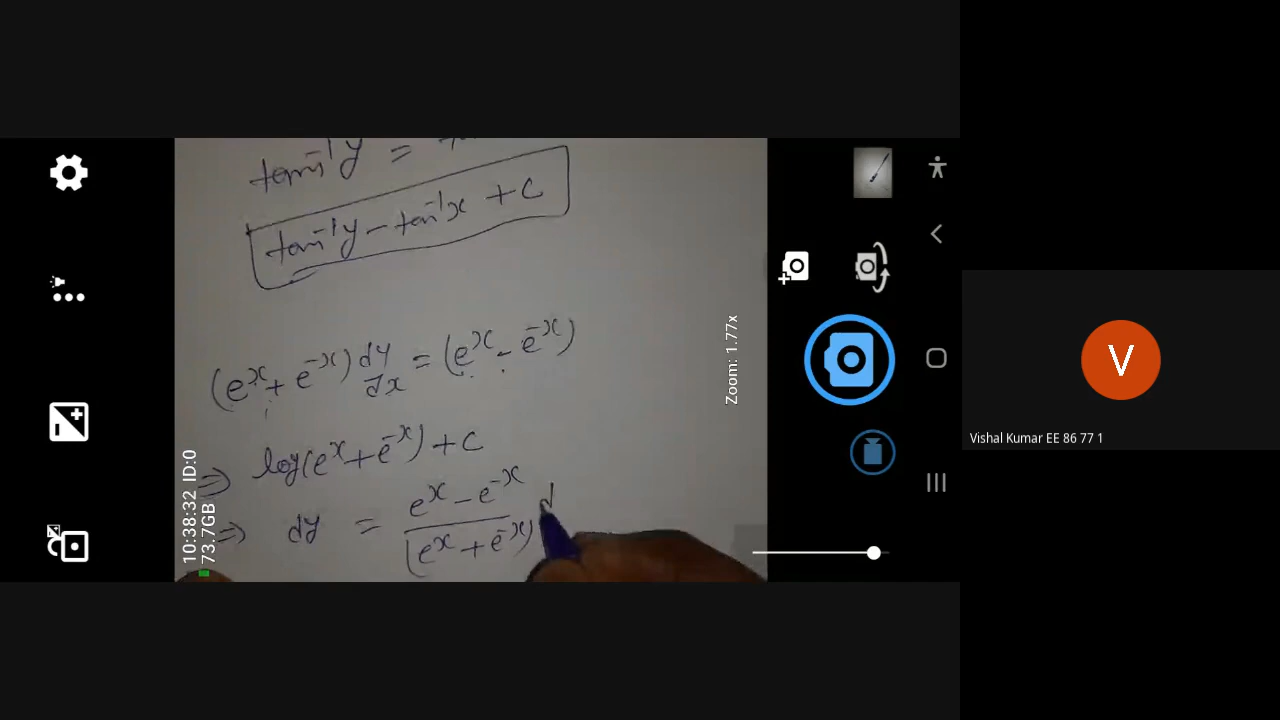 tan⁻¹y =
tan⁻¹y - tan⁻¹x + C
(eˣ + e⁻ˣ) dy/dx = (eˣ - e⁻ˣ)
⇒ log(eˣ + e⁻ˣ) + C
⇒ dy = eˣ - e⁻ˣ / (eˣ + e⁻ˣ) d
10:38:32 ID:0
73.7GB
Zoom: 1.77x
V
Vishal Kumar EE 86 77 1